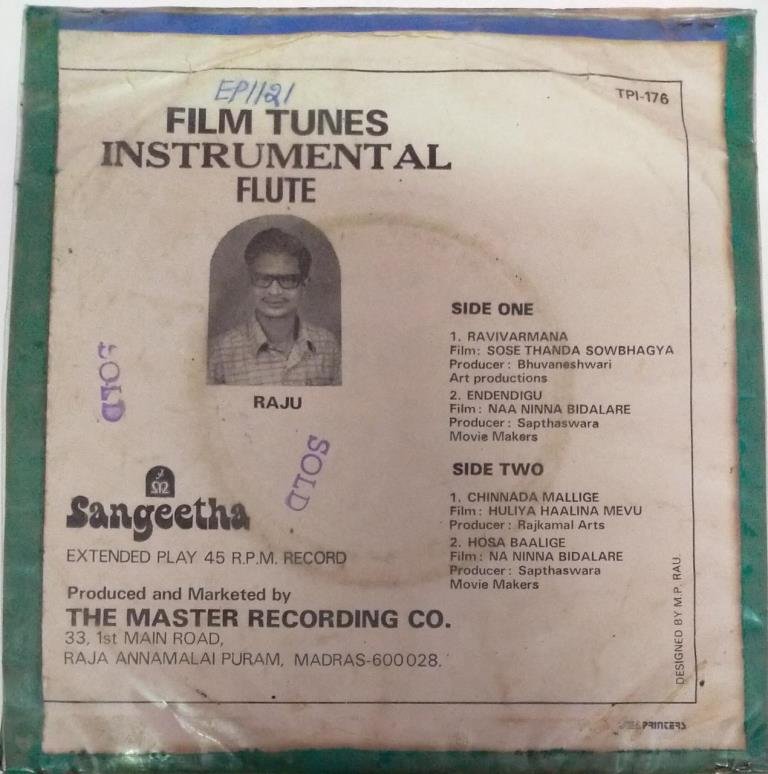 EP1121
TPI-176
FILM TUNES
INSTRUMENTAL
FLUTE
RAJU
SOLD
SOLD
Sangeetha
EXTENDED PLAY 45 R.P.M. RECORD
Produced and Marketed by
THE MASTER RECORDING CO.
33, 1st MAIN ROAD,
RAJA ANNAMALAI PURAM, MADRAS-600028.
SIDE ONE
1. RAVIVARMANA
Film: SOSE THANDA SOWBHAGYA
Producer: Bhuvaneshwari
Art productions
2. ENDENDIGU
Film: NAA NINNA BIDALARE
Producer: Sapthaswara
Movie Makers
SIDE TWO
1. CHINNADA MALLIGE
Film: HULIYA HAALINA MEVU
Producer: Rajkamal Arts
2. HOSA BAALIGE
Film: NA NINNA BIDALARE
Producer: Sapthaswara
Movie Makers
DESIGNED BY M.P. RAU.
PRINTERS